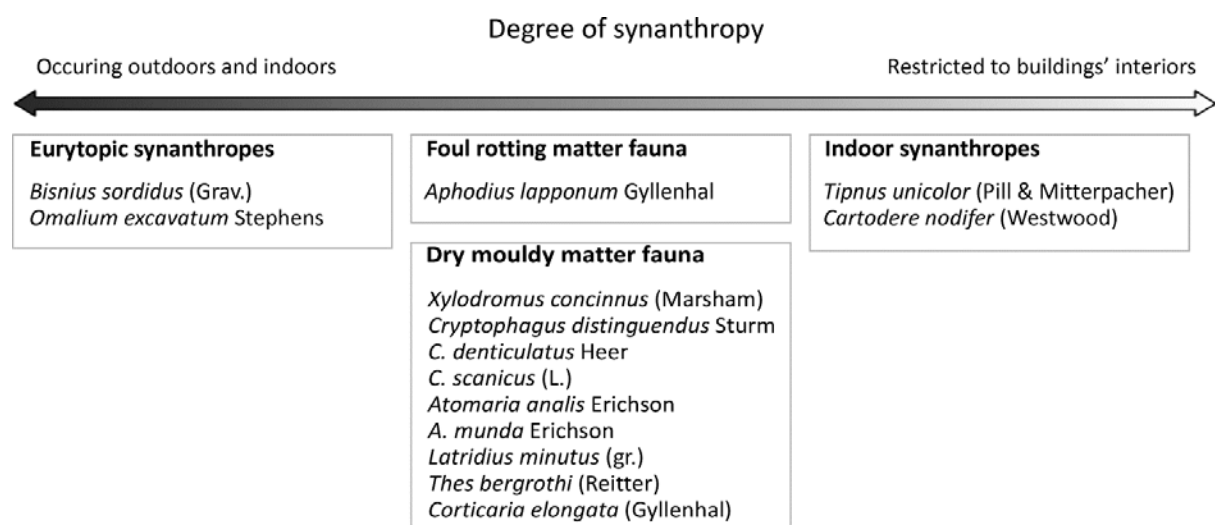 Degree of synanthropy
Occuring outdoors and indoors
Restricted to buildings' interiors
Eurytopic synanthropes
Bisnius sordidus (Grav.)
Omalium excavatum Stephens
Foul rotting matter fauna
Aphodius lapponum Gyllenhal
Dry mouldy matter fauna
Xylodromus concinnus (Marsham)
Cryptophagus distinguendus Sturm
C. denticulatus Heer
C. scanicus (L.)
Atomaria analis Erichson
A. munda Erichson
Latridius minutus (gr.)
Thes bergrothi (Reitter)
Corticaria elongata (Gyllenhal)
Indoor synanthropes
Tipnus unicolor (Pill & Mitterpacher)
Cartodere nodifer (Westwood)